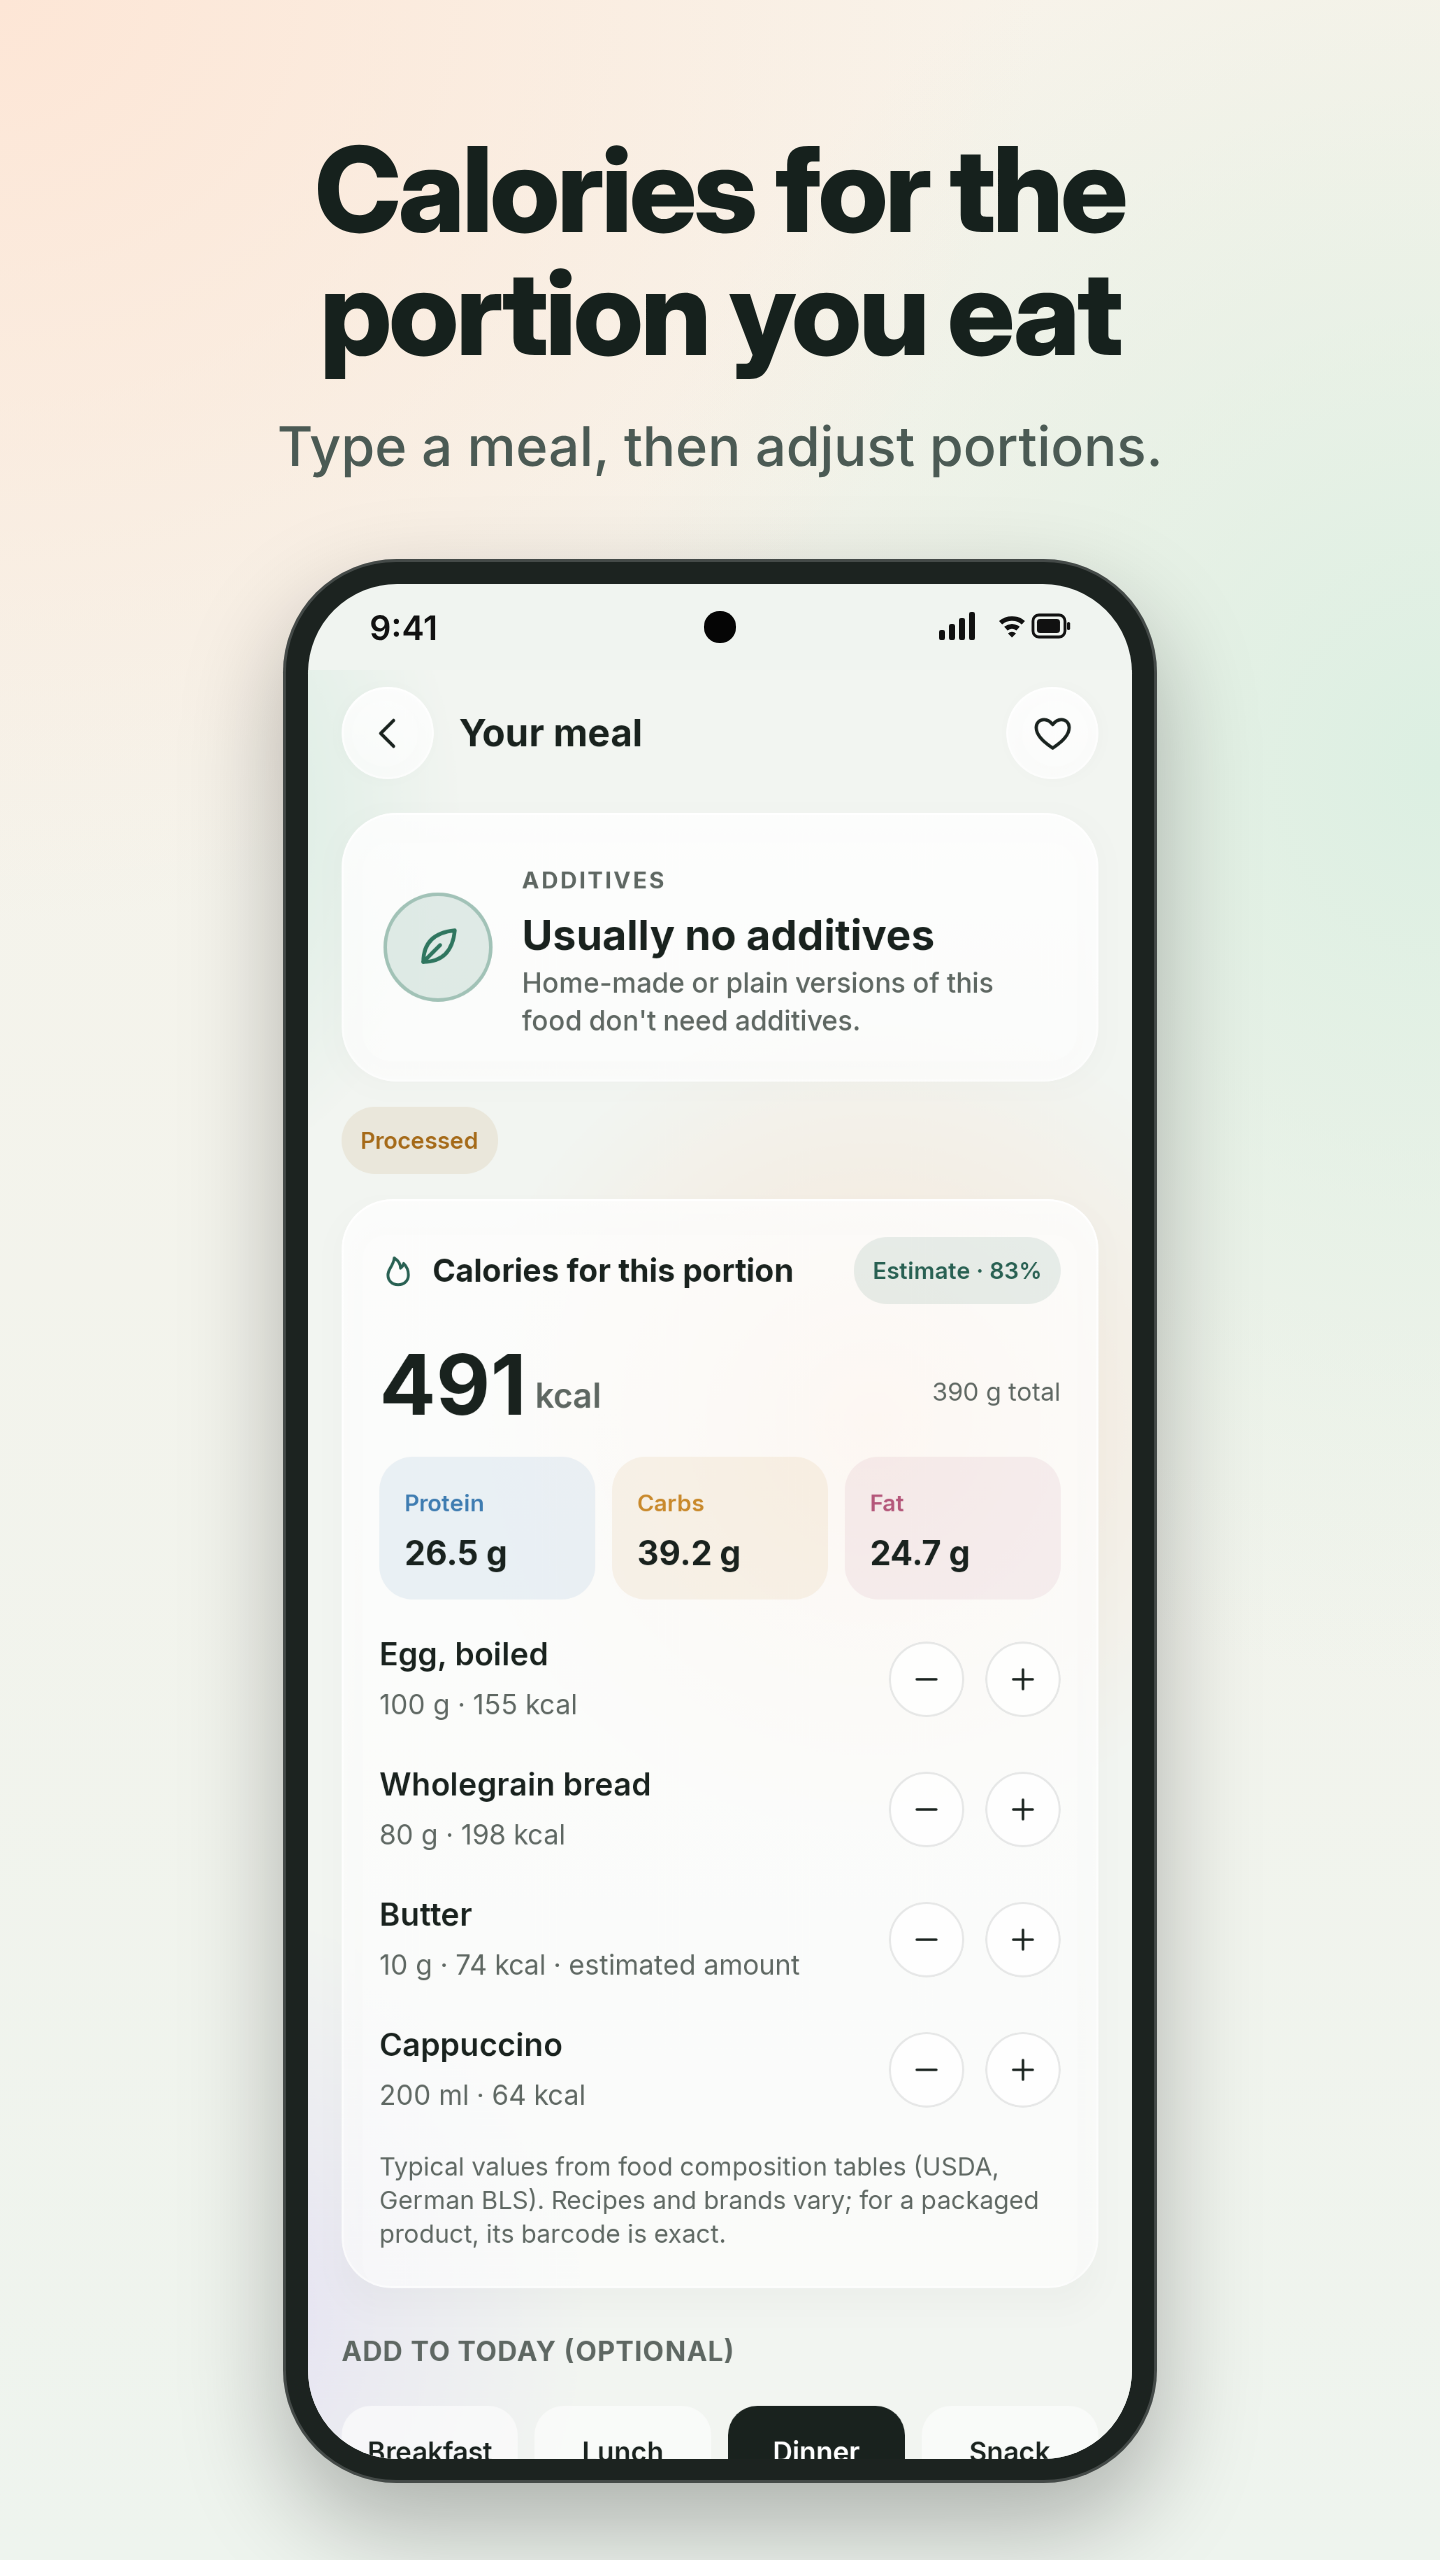 Calories for the
portion you eat
Type a meal, then adjust portions.
9:41
Your meal
ADDITIVES
Usually no additives
Home-made or plain versions of this
food don't need additives.
Processed
Calories for this portion
Estimate · 83%
491 kcal
390 g total
Protein
26.5 g
Carbs
39.2 g
Fat
24.7 g
Egg, boiled
100 g · 155 kcal
Wholegrain bread
80 g · 198 kcal
Butter
10 g · 74 kcal · estimated amount
Cappuccino
200 ml · 64 kcal
Typical values from food composition tables (USDA,
German BLS). Recipes and brands vary; for a packaged
product, its barcode is exact.
ADD TO TODAY (OPTIONAL)
Breakfast
Lunch
Dinner
Snack